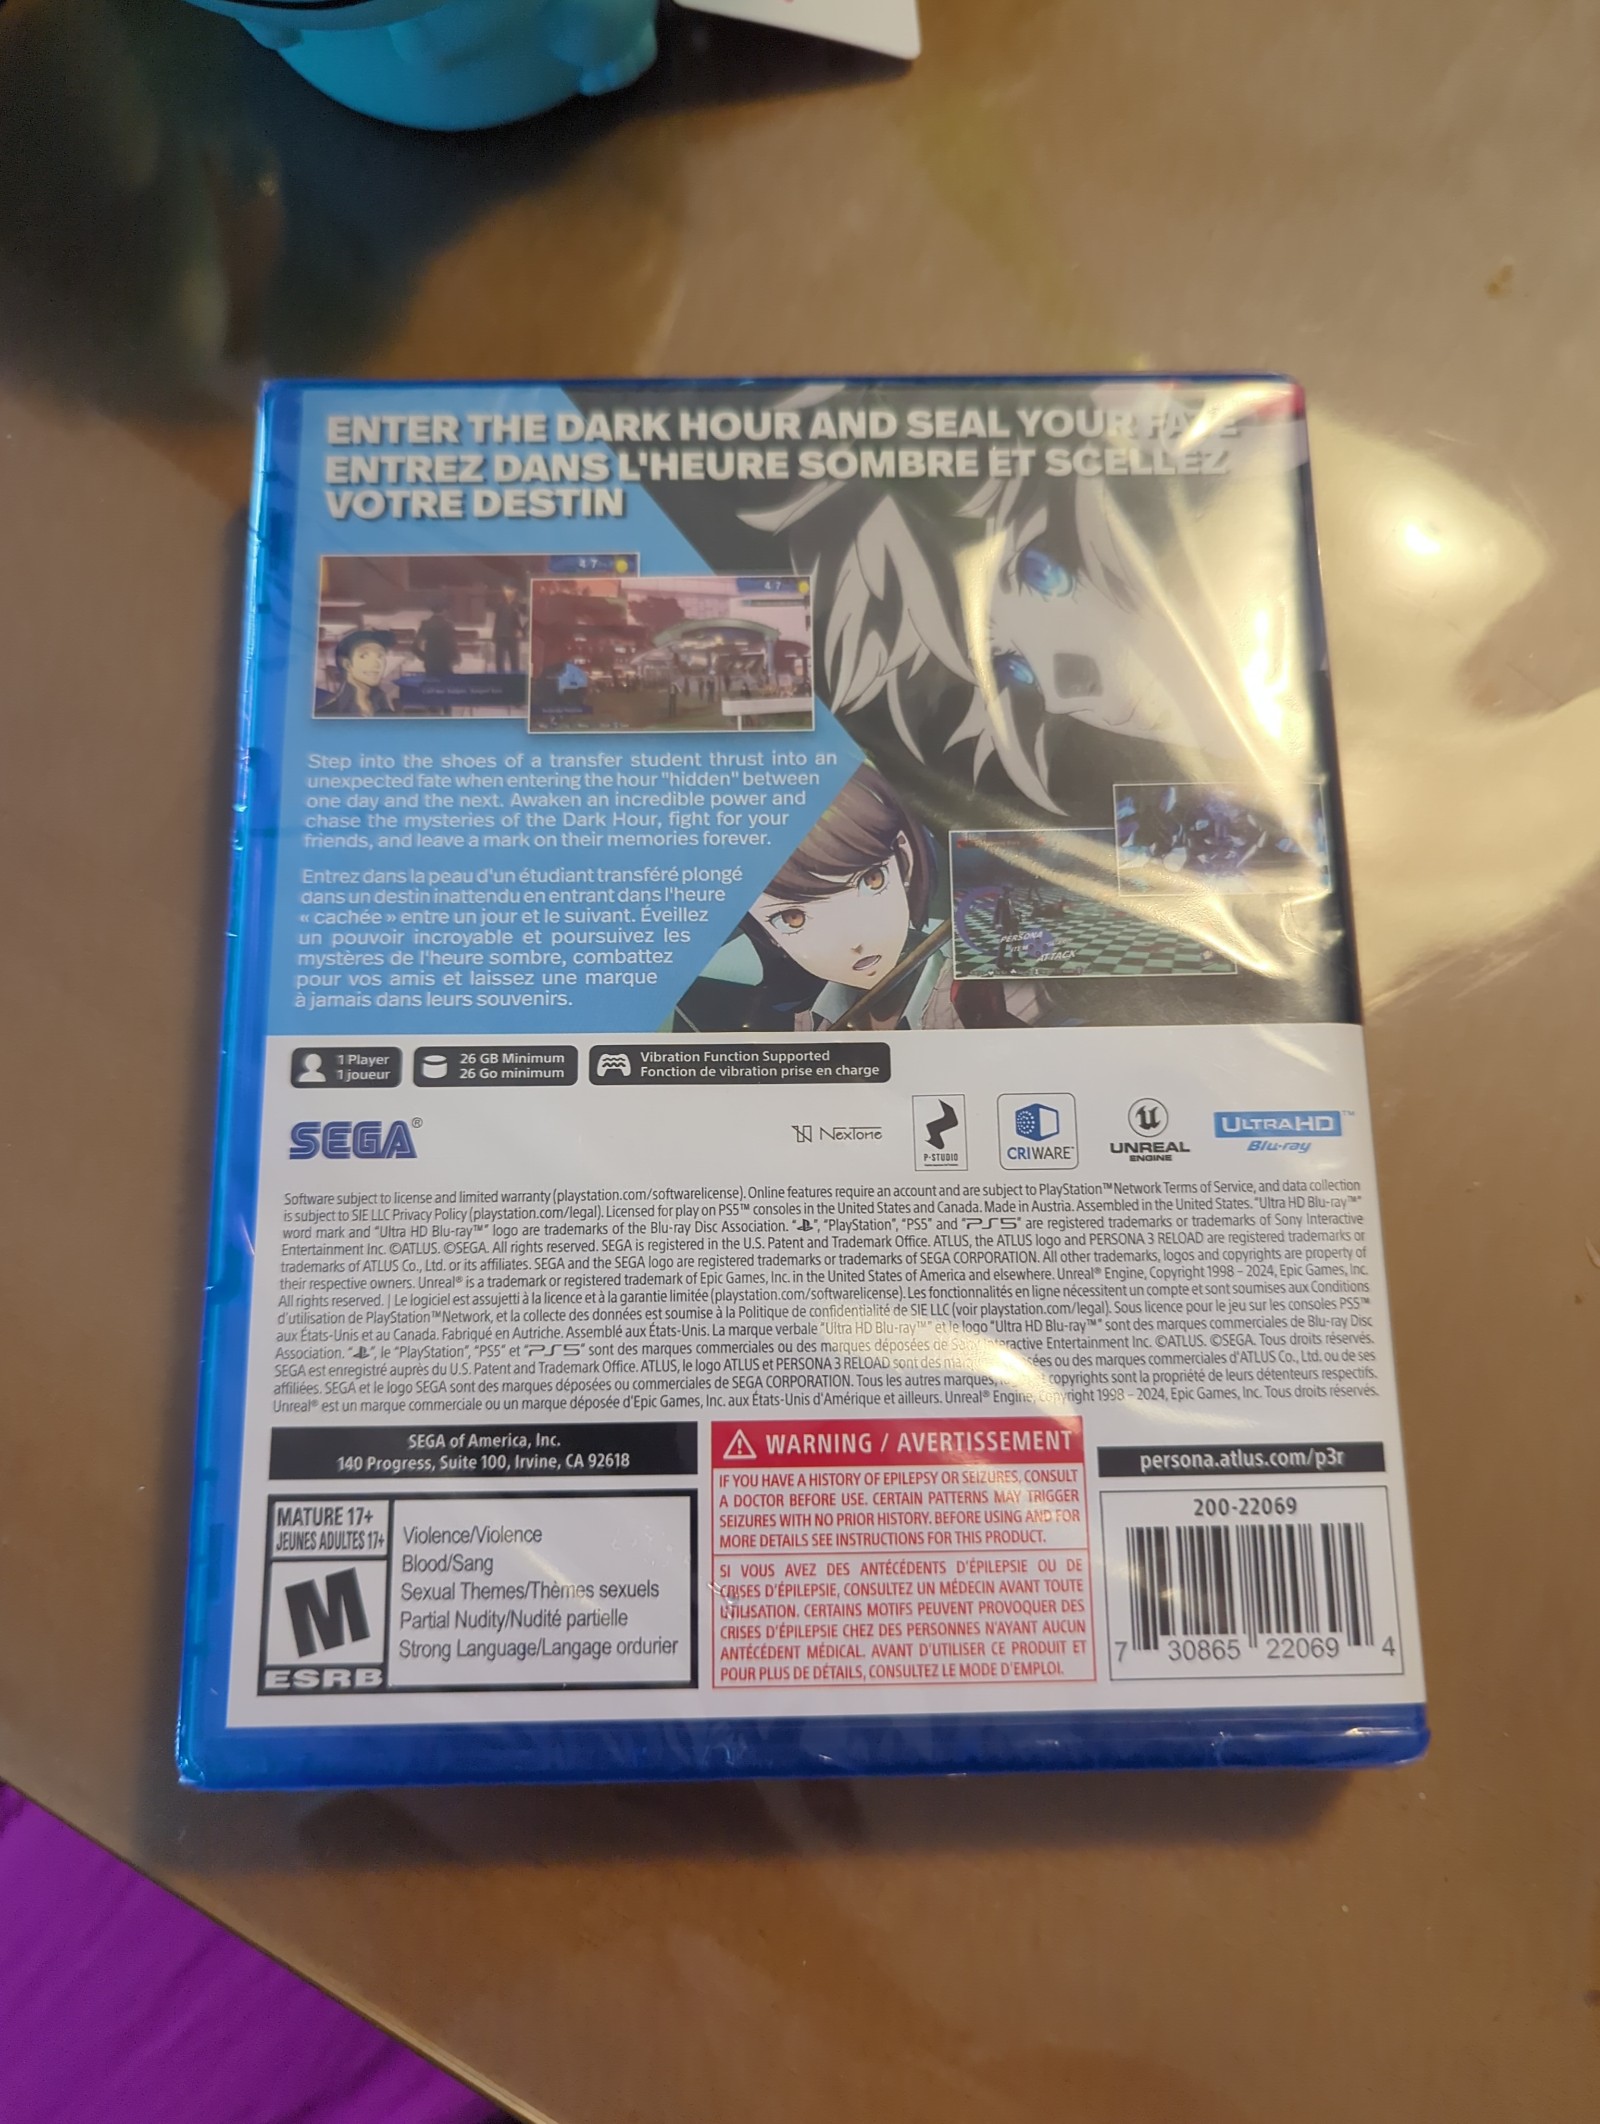 ENTER THE DARK HOUR AND SEAL YOUR FATE
ENTREZ DANS L'HEURE SOMBRE ET SCELLEZ
VOTRE DESTIN
4/7
4/7
Step into the shoes of a transfer student thrust into an
unexpected fate when entering the hour "hidden" between
one day and the next. Awaken an incredible power and
chase the mysteries of the Dark Hour, fight for your
friends, and leave a mark on their memories forever.
Entrez dans la peau d'un étudiant transféré plongé
dans un destin inattendu en entrant dans l'heure
« cachée » entre un jour et le suivant. Éveillez
un pouvoir incroyable et poursuivez les
mystères de l'heure sombre, combattez
pour vos amis et laissez une marque
à jamais dans leurs souvenirs.
PERSONA
ITEM
ATTACK
1 Player
1 joueur
26 GB Minimum
26 Go minimum
Vibration Function Supported
Fonction de vibration prise en charge
SEGA®
NexTone
P-STUDIO
CRIWARE™
UNREAL
ENGINE
ULTRA HD™
Blu-ray
Software subject to license and limited warranty (playstation.com/softwarelicense). Online features require an account and are subject to PlayStation™Network Terms of Service, and data collection
is subject to SIE LLC Privacy Policy (playstation.com/legal). Licensed for play on PS5™ consoles in the United States and Canada. Made in Austria. Assembled in the United States. "Ultra HD Blu-ray™"
word mark and "Ultra HD Blu-ray™" logo are trademarks of the Blu-ray Disc Association. "", "PlayStation", "PS5" and "PS5" are registered trademarks or trademarks of Sony Interactive
Entertainment Inc. ©ATLUS. ©SEGA. All rights reserved. SEGA is registered in the U.S. Patent and Trademark Office. ATLUS, the ATLUS logo and PERSONA 3 RELOAD are registered trademarks or
trademarks of ATLUS Co., Ltd. or its affiliates. SEGA and the SEGA logo are registered trademarks or trademarks of SEGA CORPORATION. All other trademarks, logos and copyrights are property of
their respective owners. Unreal® is a trademark or registered trademark of Epic Games, Inc. in the United States of America and elsewhere. Unreal® Engine, Copyright 1998 – 2024, Epic Games, Inc.
All rights reserved. | Le logiciel est assujetti à la licence et à la garantie limitée (playstation.com/softwarelicense). Les fonctionnalités en ligne nécessitent un compte et sont soumises aux Conditions
d'utilisation de PlayStation™Network, et la collecte des données est soumise à la Politique de confidentialité de SIE LLC (voir playstation.com/legal). Sous licence pour le jeu sur les consoles PS5™
aux États-Unis et au Canada. Fabriqué en Autriche. Assemblé aux États-Unis. La marque verbale "Ultra HD Blu-ray™" et le logo "Ultra HD Blu-ray™" sont des marques commerciales de Blu-ray Disc
Association. "", le "PlayStation", "PS5" et "PS5" sont des marques commerciales ou des marques déposées de Sony Interactive Entertainment Inc. ©ATLUS. ©SEGA. Tous droits réservés.
SEGA est enregistré auprès du U.S. Patent and Trademark Office. ATLUS, le logo ATLUS et PERSONA 3 RELOAD sont des ou des marques commerciales d'ATLUS Co., Ltd. ou de ses
affiliées. SEGA et le logo SEGA sont des marques déposées ou commerciales de SEGA CORPORATION. Tous les autres marques, copyrights sont la propriété de leurs détenteurs respectifs.
Unreal® est un marque commerciale ou un marque déposée d'Epic Games, Inc. aux États-Unis d'Amérique et ailleurs. Unreal® Engine, Copyright 1998 – 2024, Epic Games, Inc. Tous droits réservés.
SEGA of America, Inc.
140 Progress, Suite 100, Irvine, CA 92618
MATURE 17+
JEUNES ADULTES 17+
M
ESRB
Violence/Violence
Blood/Sang
Sexual Themes/Thèmes sexuels
Partial Nudity/Nudité partielle
Strong Language/Langage ordurier
WARNING / AVERTISSEMENT
IF YOU HAVE A HISTORY OF EPILEPSY OR SEIZURES, CONSULT
A DOCTOR BEFORE USE. CERTAIN PATTERNS MAY TRIGGER
SEIZURES WITH NO PRIOR HISTORY. BEFORE USING AND FOR
MORE DETAILS SEE INSTRUCTIONS FOR THIS PRODUCT.
SI VOUS AVEZ DES ANTÉCÉDENTS D'ÉPILEPSIE OU DE
CRISES D'ÉPILEPSIE, CONSULTEZ UN MÉDECIN AVANT TOUTE
UTILISATION. CERTAINS MOTIFS PEUVENT PROVOQUER DES
CRISES D'ÉPILEPSIE CHEZ DES PERSONNES N'AYANT AUCUN
ANTÉCÉDENT MÉDICAL. AVANT D'UTILISER CE PRODUIT ET
POUR PLUS DE DÉTAILS, CONSULTEZ LE MODE D'EMPLOI.
persona.atlus.com/p3r
200-22069
7 30865 22069 4